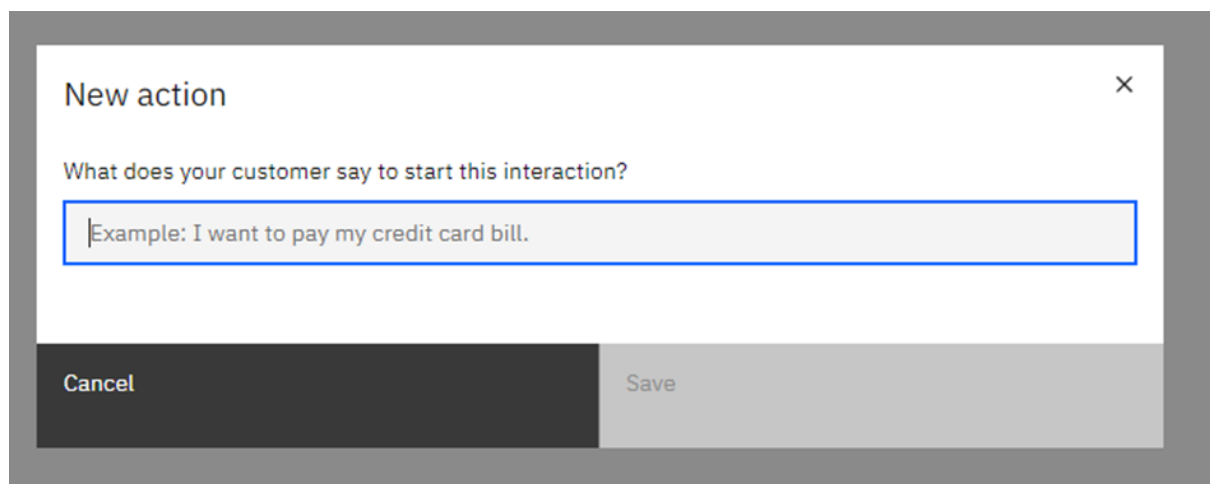 New action
What does your customer say to start this interaction?
Example: I want to pay my credit card bill.
Cancel
Save